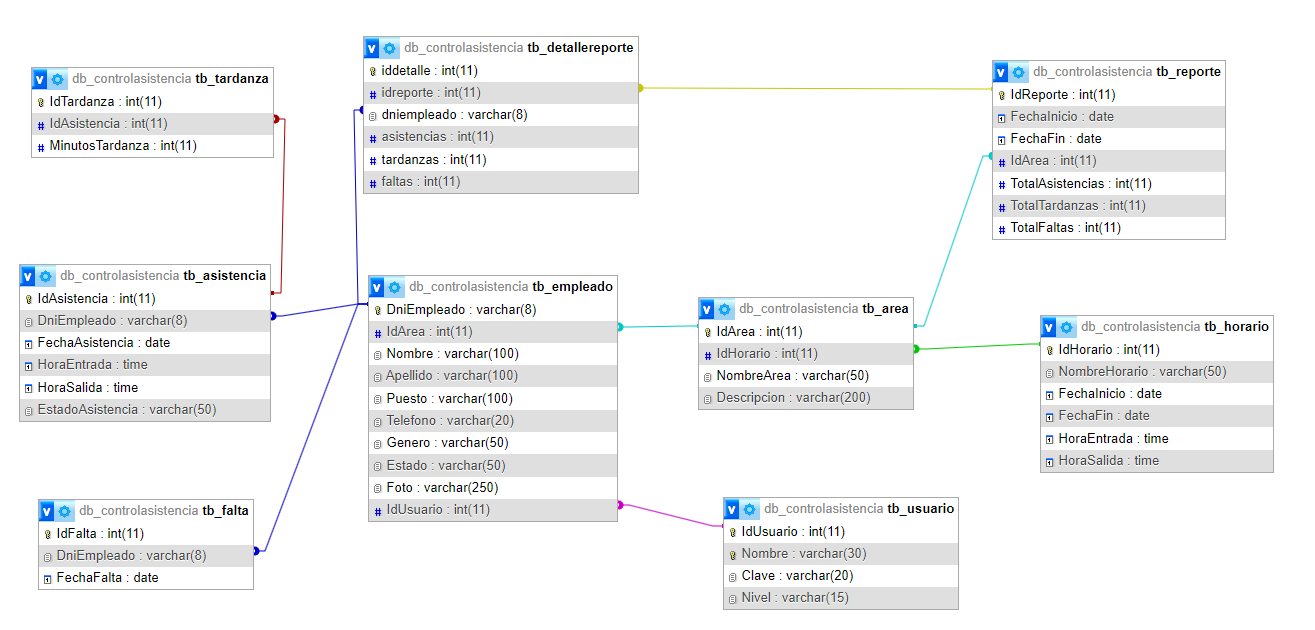 db_controlasistencia tb_tardanza
IdTardanza : int(11)
IdAsistencia : int(11)
MinutosTardanza : int(11)
db_controlasistencia tb_detallereporte
iddetalle : int(11)
idreporte : int(11)
dniempleado : varchar(8)
asistencias : int(11)
tardanzas : int(11)
faltas : int(11)
db_controlasistencia tb_reporte
IdReporte : int(11)
FechaInicio : date
FechaFin : date
IdArea : int(11)
TotalAsistencias : int(11)
TotalTardanzas : int(11)
TotalFaltas : int(11)
db_controlasistencia tb_asistencia
IdAsistencia : int(11)
DniEmpleado : varchar(8)
FechaAsistencia : date
HoraEntrada : time
HoraSalida : time
EstadoAsistencia : varchar(50)
db_controlasistencia tb_empleado
DniEmpleado : varchar(8)
IdArea : int(11)
Nombre : varchar(100)
Apellido : varchar(100)
Puesto : varchar(100)
Telefono : varchar(20)
Genero : varchar(50)
Estado : varchar(50)
Foto : varchar(250)
IdUsuario : int(11)
db_controlasistencia tb_area
IdArea : int(11)
IdHorario : int(11)
NombreArea : varchar(50)
Descripcion : varchar(200)
db_controlasistencia tb_horario
IdHorario : int(11)
NombreHorario : varchar(50)
FechaInicio : date
FechaFin : date
HoraEntrada : time
HoraSalida : time
db_controlasistencia tb_falta
IdFalta : int(11)
DniEmpleado : varchar(8)
FechaFalta : date
db_controlasistencia tb_usuario
IdUsuario : int(11)
Nombre : varchar(30)
Clave : varchar(20)
Nivel : varchar(15)